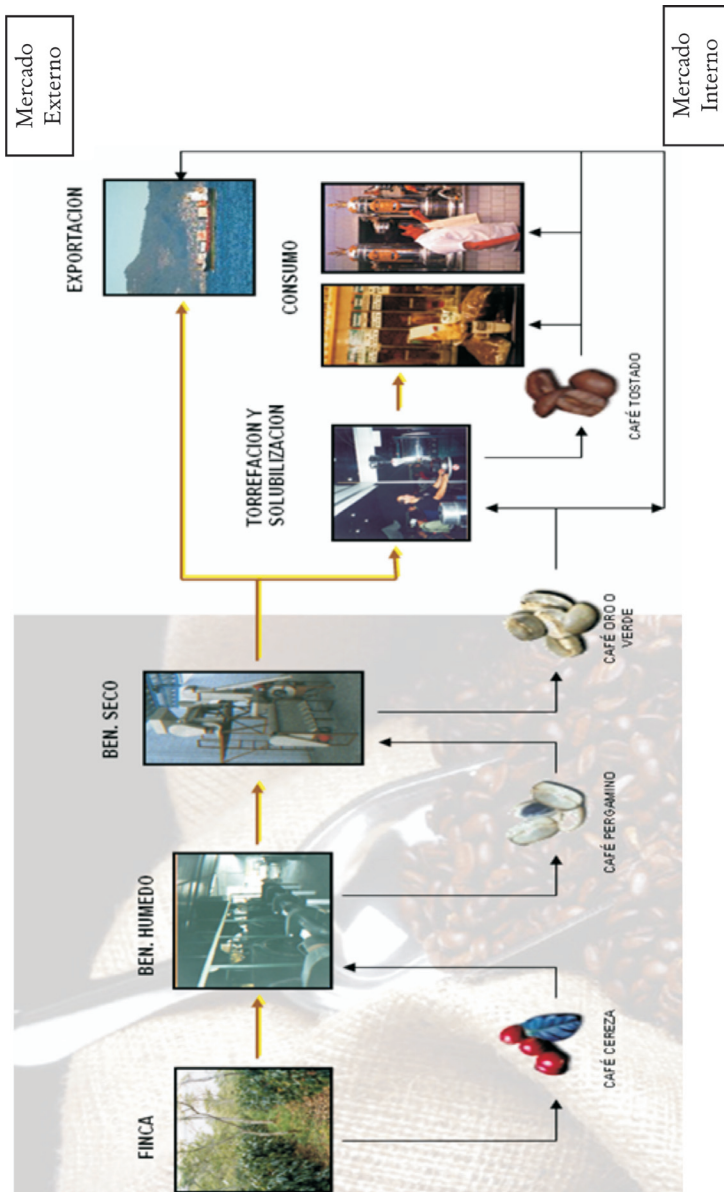 FINCA
BEN. HUMEDO
BEN. SECO
TORREFACION Y
SOLUBILIZACION
CONSUMO
EXPORTACION
Mercado
Externo
CAFÉ CEREZA
CAFÉ PERGAMINO
CAFÉ ORO O
VERDE
CAFÉ TOSTADO
Mercado
Interno